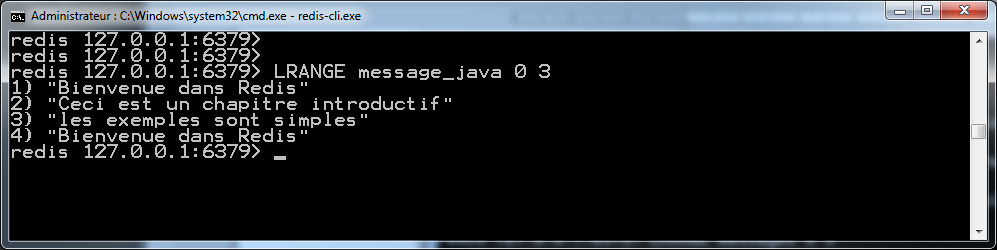 Administrateur : C:\Windows\system32\cmd.exe - redis-cli.exe
redis 127.0.0.1:6379>
redis 127.0.0.1:6379>
redis 127.0.0.1:6379> LRANGE message_java 0 3
1) "Bienvenue dans Redis"
2) "Ceci est un chapitre introductif"
3) "les exemples sont simples"
4) "Bienvenue dans Redis"
redis 127.0.0.1:6379> _